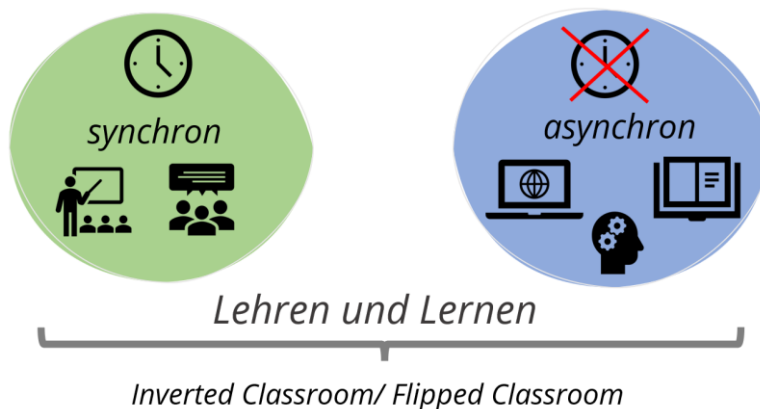 synchron
asynchron
Lehren und Lernen
Inverted Classroom/ Flipped Classroom